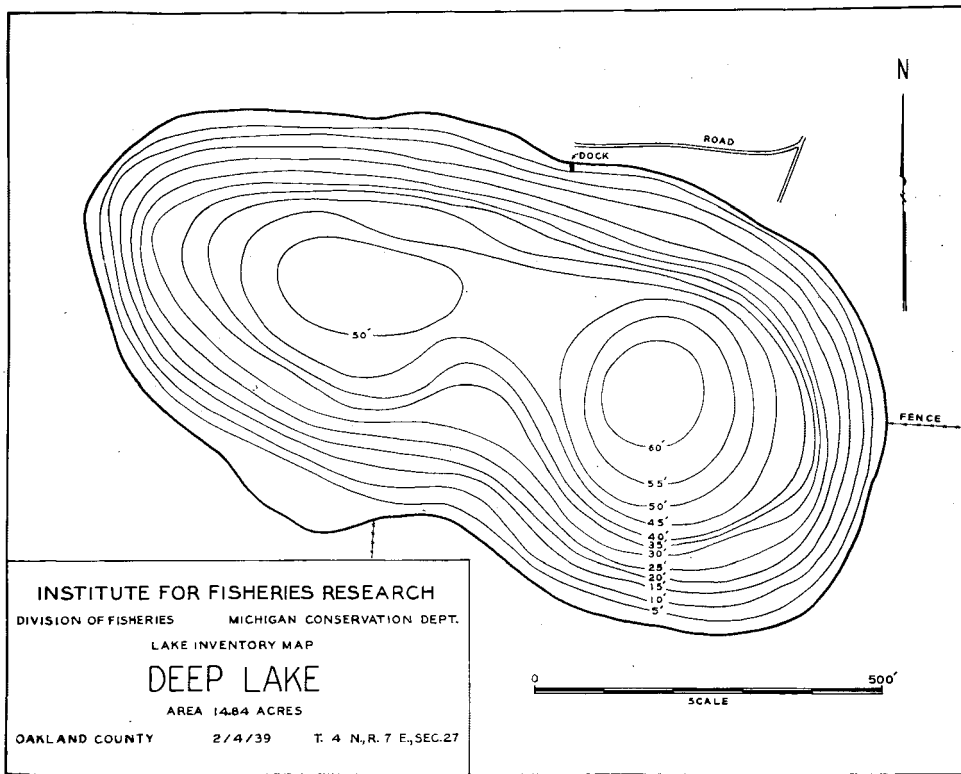 N
ROAD
DOCK
50'
FENCE
60'
55'
50'
45'
40'
35'
30'
25'
20'
15'
10'
5'
INSTITUTE FOR FISHERIES RESEARCH
DIVISION OF FISHERIES MICHIGAN CONSERVATION DEPT.
LAKE INVENTORY MAP
DEEP LAKE
AREA 14.84 ACRES
OAKLAND COUNTY 2/4/39 T. 4 N., R. 7 E., SEC. 27
0 500'
SCALE